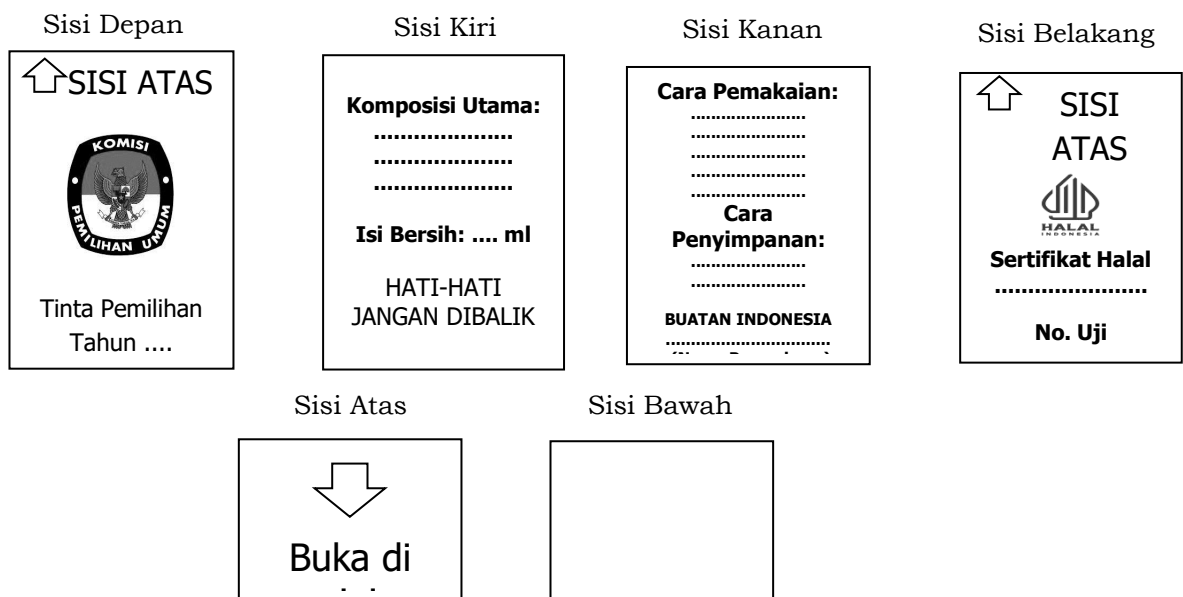 Sisi Depan
SISI ATAS
KOMISI
PEMILIHAN UMUM
Tinta Pemilihan
Tahun ....
Sisi Kiri
Komposisi Utama:
.....................
.....................
.....................
Isi Bersih: .... ml
HATI-HATI
JANGAN DIBALIK
Sisi Kanan
Cara Pemakaian:
.......................
.......................
.......................
.......................
.......................
Cara
Penyimpanan:
.......................
.......................
BUATAN INDONESIA
.................................
Sisi Belakang
SISI
ATAS
HALAL
INDONESIA
Sertifikat Halal
.......................
No. Uji
Sisi Atas
Buka di
Sisi Bawah